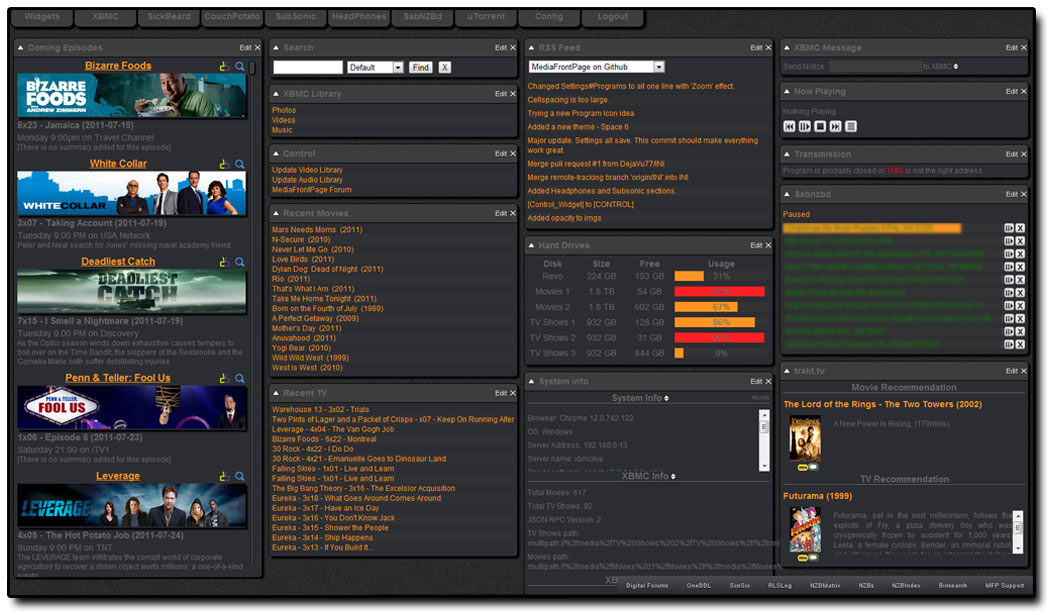 Widgets XBMC SickBeard CouchPotato SubSonic HeadPhones SabNZBd uTorrent Config Logout
Coming Episodes Edit X
Bizarre Foods
BIZARRE
FOODS
ANDREW ZIMMERN
6x23 - Jamaica (2011-07-19)
Monday 9:00pm on Travel Channel
[There is no summary added for this episode]
White Collar
WHITE COLLAR
3x07 - Taking Account (2011-07-19)
Tuesday 9:00 PM on USA Network
Peter and Neal search for Jones' missing naval academy friend.
Deadliest Catch
DEADLIEST
CATCH
7x15 - I Smell a Nightmare (2011-07-19)
Tuesday 9:00 PM on Discovery
As the Opilio season winds down exhaustion causes tempers to
boil over on the Time Bandit, the skippers of the Seabrooke and the
Cornelia Marie both suffer debilitating injuries.
Penn & Teller: Fool Us
PENN & TELLER
FOOL US
1x06 - Episode 6 (2011-07-23)
Saturday 21:00 on ITV1
[There is no summary added for this episode]
Leverage
LEVERAGE
4x05 - The Hot Potato Job (2011-07-24)
Sunday 9:00 PM on TNT
The LEVERAGE team infiltrates the corrupt world of corporate
agriculture to recover a stolen object worth millions: a one-of-a-kind
potato.
Search Edit X
Default Find X
XBMC Library Edit X
Photos
Videos
Music
Control Edit X
Update Video Library
Update Audio Library
MediaFrontPage Forum
Recent Movies Edit X
Mars Needs Moms (2011)
N-Secure (2010)
Never Let Me Go (2010)
Love Birds (2011)
Dylan Dog: Dead of Night (2011)
Rio (2011)
That's What I Am (2011)
Take Me Home Tonight (2011)
Born on the Fourth of July (1989)
A Perfect Getaway (2009)
Mother's Day (2011)
Anuvahood (2011)
Yogi Bear (2010)
Wild Wild West (1999)
West is West (2010)
Recent TV Edit X
Warehouse 13 - 3x02 - Trials
Two Pints of Lager and a Packet of Crisps - x07 - Keep On Running After
Leverage - 4x04 - The Van Gogh Job
Bizarre Foods - 6x22 - Montreal
30 Rock - 4x22 - I Do Do
30 Rock - 4x21 - Emanuelle Goes to Dinosaur Land
Falling Skies - 1x01 - Live and Learn
Falling Skies - 1x01 - Live and Learn
The Big Bang Theory - 3x16 - The Excelsior Acquisition
Eureka - 3x18 - What Goes Around Comes Around
Eureka - 3x17 - Have an Ice Day
Eureka - 3x16 - You Don't Know Jack
Eureka - 3x15 - Shower the People
Eureka - 3x14 - Ship Happens
Eureka - 3x13 - If You Build It...
RSS Feed Edit X
MediaFrontPage on Github
Changed Settings#Programs to all one line with 'Zoom' effect.
Cellspacing is too large.
Trying a new Program Icon idea
Added a new theme - Space 6
Major update. Settings all save. This commit should make everything
work great.
Merge pull request #1 from DejaVu77/INI
Merge remote-tracking branch 'origin/INI' into INI
Added Headphones and Subsonic sections.
[Control_Widget] to [CONTROL]
Added opacity to imgs
Hard Drives Edit X
Disk Size Free Usage
Revo 224 GB 153 GB 31%
Movies 1 1.8 TB 54 GB
Movies 2 1.8 TB 602 GB 67%
TV Shows 1 932 GB 128 GB 86%
TV Shows 2 932 GB 31 GB
TV Shows 3 932 GB 844 GB 9%
System info Edit X
System Info RELOAD
Browser: Chrome 12.0.742.122
OS: Windows
Server Address: 192.168.0.13
Server name: xbmclive
XBMC Info
Total Movies: 617
Total TV Shows: 92
JSON RPC Version: 2
TV Shows path:
Movies path:
XB
XBMC Message Edit X
Send Notice: to XBMC
Now Playing Edit X
Nothing Playing
Transmission Edit X
Program is probably closed or THIS is not the right address.
Sabnzbd Edit X
Paused
trakt.tv Edit X
Movie Recommendation
The Lord of the Rings - The Two Towers (2002)
A New Power Is Rising. (179mins)
TV Recommendation
Futurama (1999)
Futurama, set in the next millennium, follows the
exploits of Fry, a pizza delivery boy who was
cryogenically frozen by accident for 1,000 years,
Leela, a female cyclops, Bender, an immoral robot,
Digital Forums OneDDL SceSrc RLSLog NZBMatrix NZBs NZBIndex Binsearch MFP Support